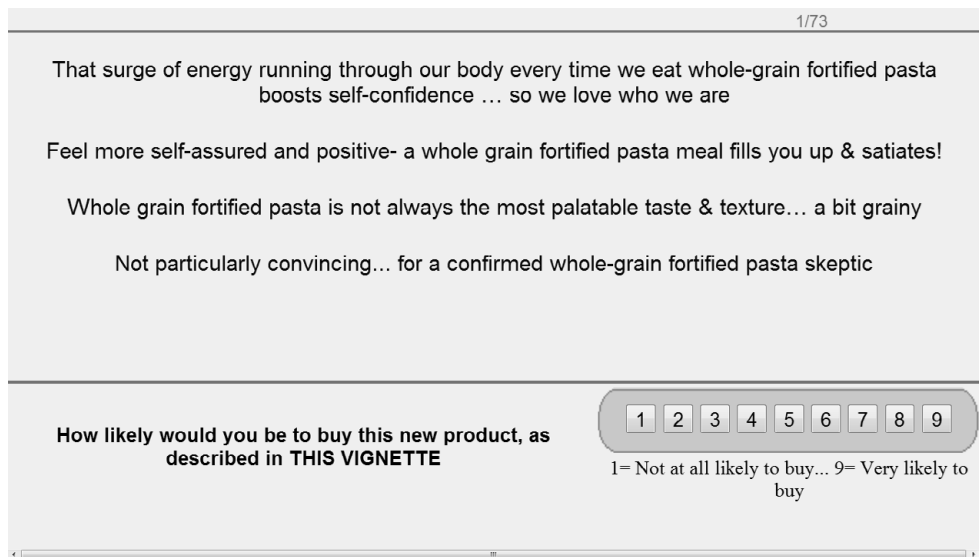 1/73
That surge of energy running through our body every time we eat whole-grain fortified pasta
boosts self-confidence … so we love who we are
Feel more self-assured and positive- a whole grain fortified pasta meal fills you up & satiates!
Whole grain fortified pasta is not always the most palatable taste & texture… a bit grainy
Not particularly convincing… for a confirmed whole-grain fortified pasta skeptic
How likely would you be to buy this new product, as
described in THIS VIGNETTE
1 2 3 4 5 6 7 8 9
1= Not at all likely to buy... 9= Very likely to
buy